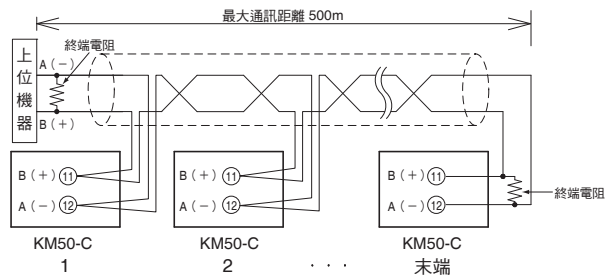 最大通訊距離 500m
終端電阻
上位機器
A（−）
B（＋）
B（＋）⑪
A（−）⑫
B（＋）⑪
A（−）⑫
B（＋）⑪
A（−）⑫
終端電阻
KM50-C
KM50-C
KM50-C
1
2
· · ·
末端